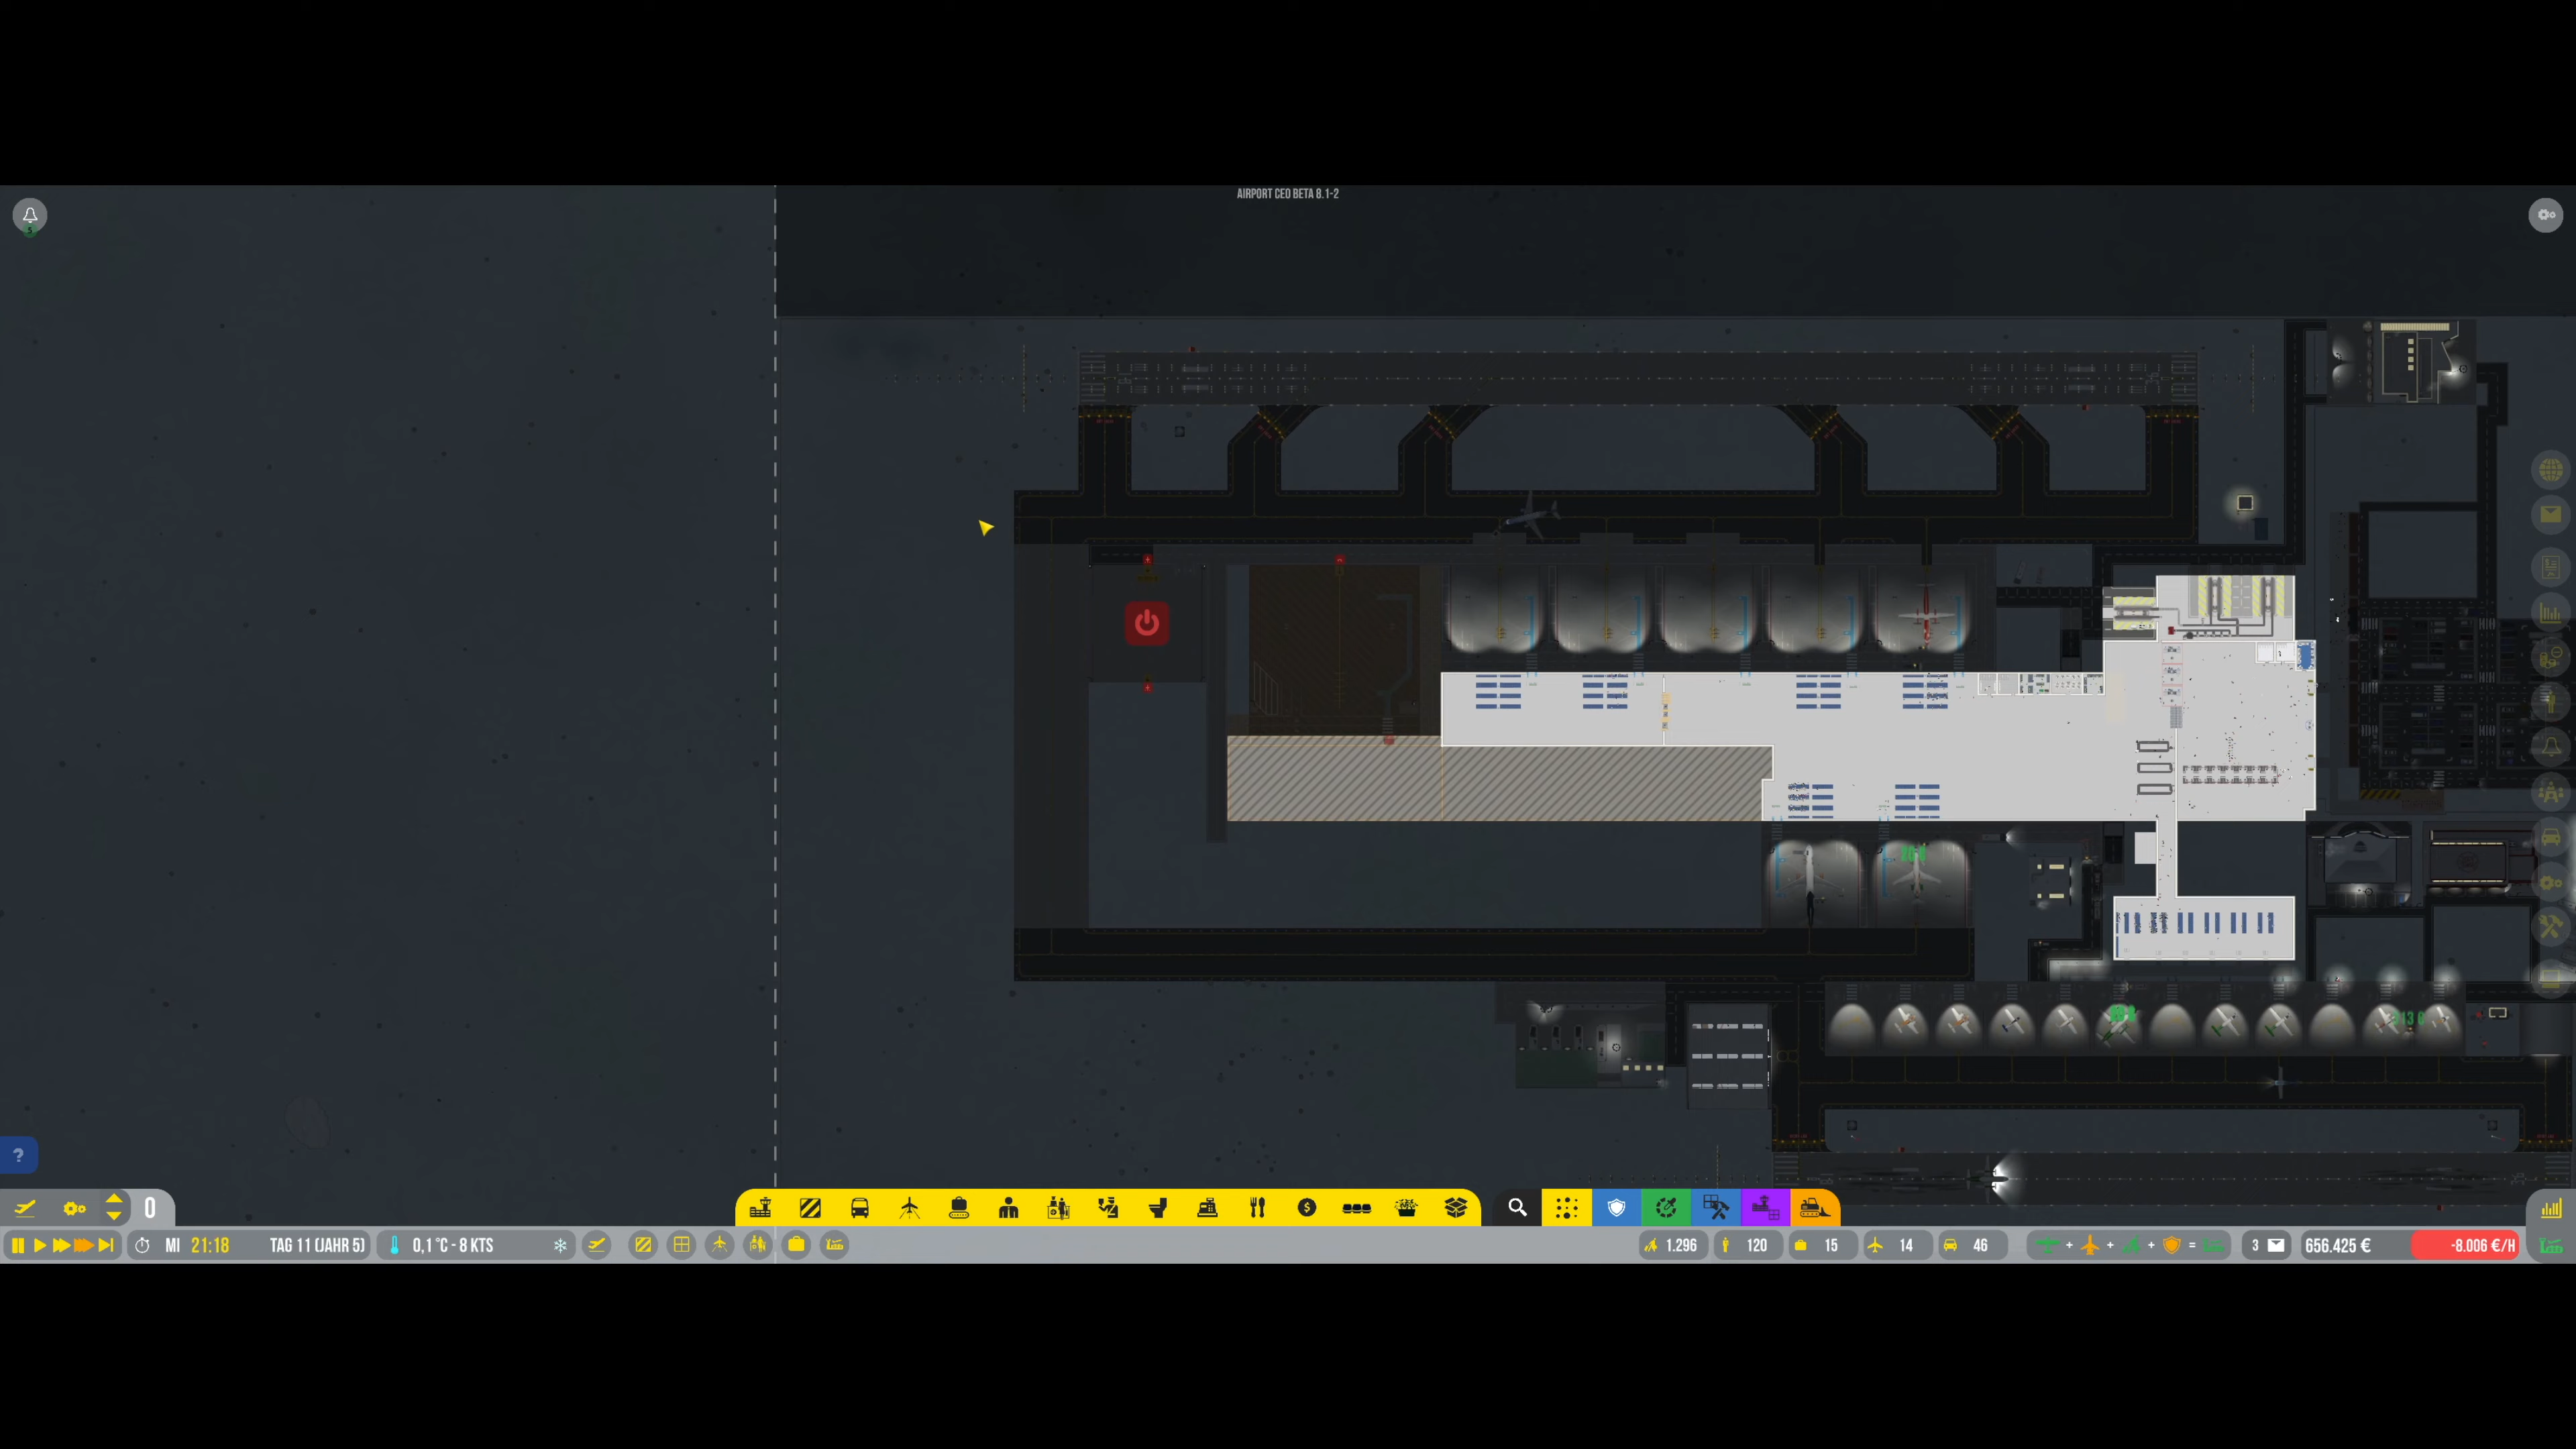 AIRPORT CEO BETA 8.1-2
5
?
0
MI 21:18 TAG 11 (JAHR 5) 0,1 °C - 8 KTS
1.296 120 15 14 46 + + + = 3 656.425 € -8.006 €/H